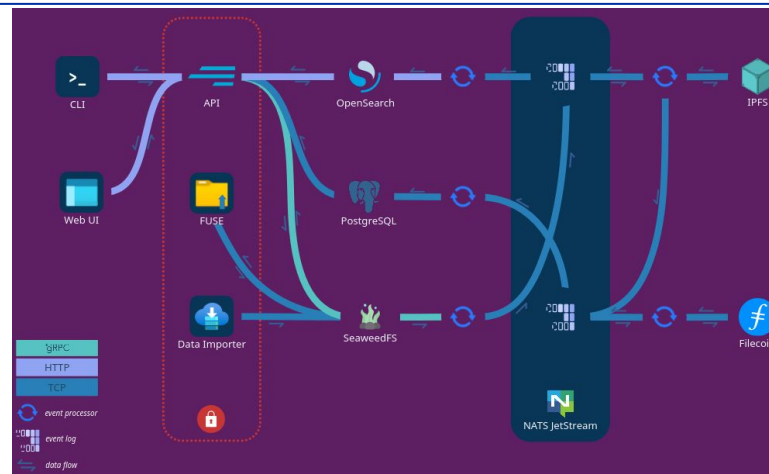 >_
CLI
API
OpenSearch
IPFS
Web UI
FUSE
PostgreSQL
Data Importer
SeaweedFS
Filecoin
gRPC
HTTP
TCP
event processor
event log
data flow
NATS JetStream